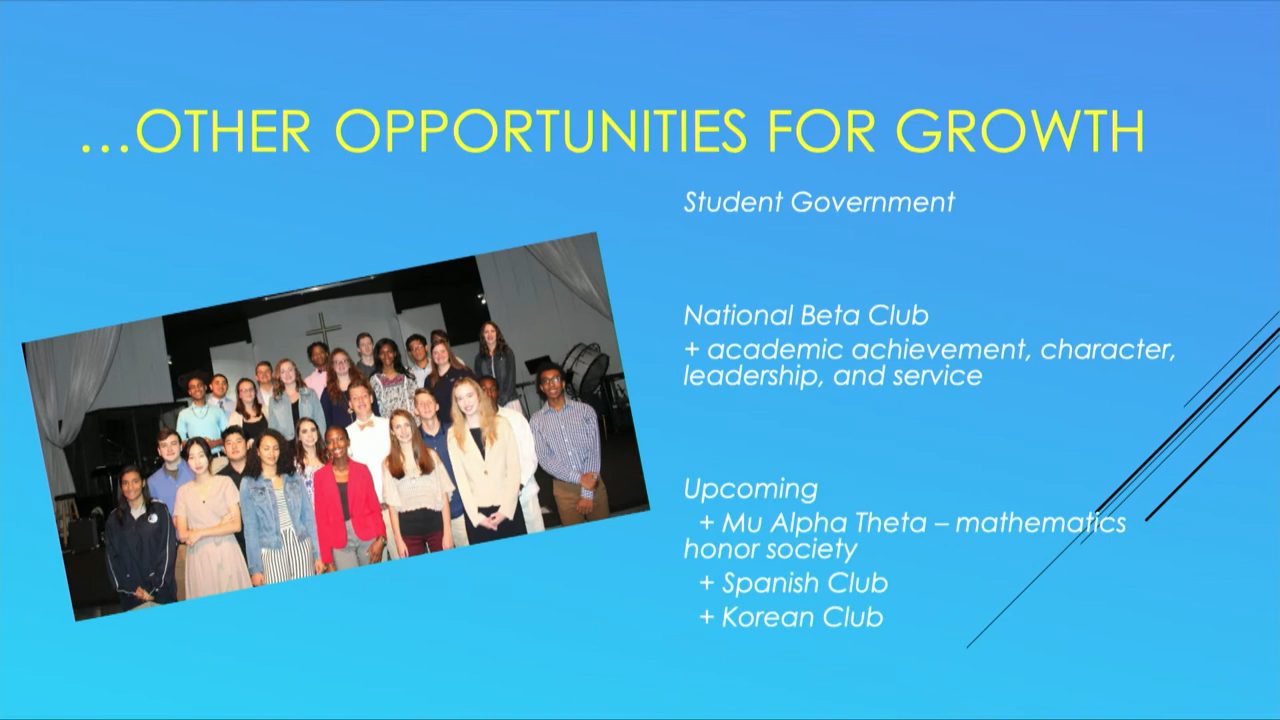 ...OTHER OPPORTUNITIES FOR GROWTH
Student Government
National Beta Club
+ academic achievement, character,
leadership, and service
Upcoming
+ Mu Alpha Theta – mathematics
honor society
+ Spanish Club
+ Korean Club